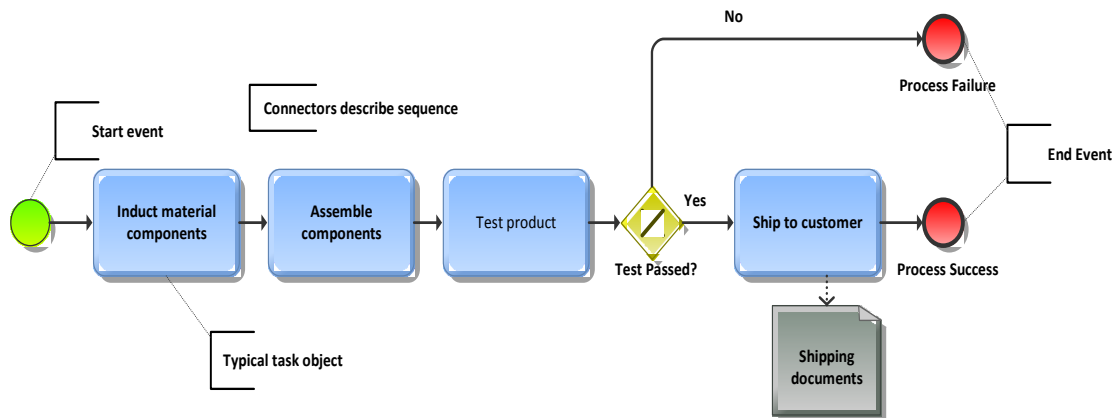 No
Process Failure
Connectors describe sequence
Start event
End Event
Induct material
components
Assemble
components
Test product
Yes
Ship to customer
Test Passed?
Process Success
Typical task object
Shipping
documents